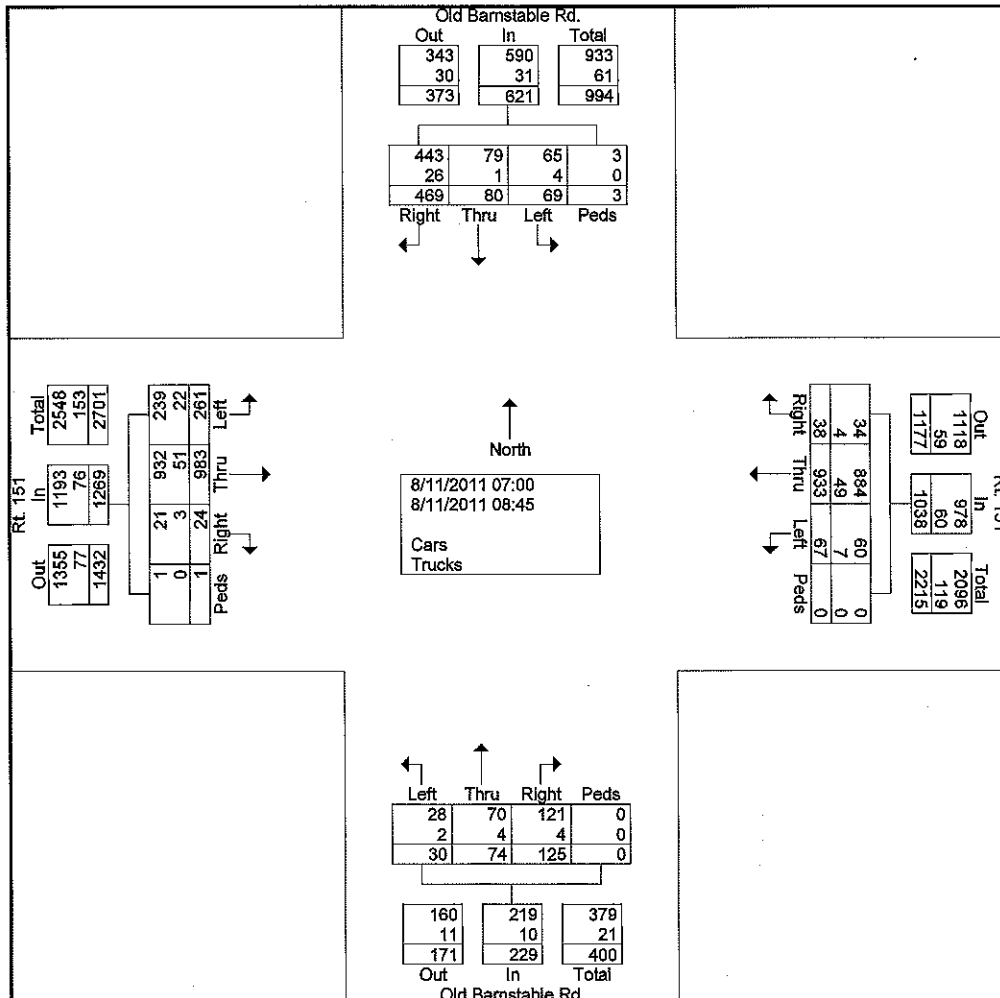 Old Barnstable Rd.
Out In Total
343 590 933
30 31 61
373 621 994
443 79 65 3
26 1 4 0
469 80 69 3
Right Thru Left Peds
Rt. 151
Total In Out
2548 1193 1355
153 76 77
2701 1269 1432
239 932 21 1
22 51 3 0
261 983 24 1
Left Thru Right Peds
North
8/11/2011 07:00
8/11/2011 08:45
Cars
Trucks
Right Thru Left Peds
38 933 67 0
4 49 7 0
34 884 60 0
Out In Total
1118 978 2096
59 60 119
1177 1038 2215
Left Thru Right Peds
28 70 121 0
2 4 4 0
30 74 125 0
160 219 379
11 10 21
171 229 400
Out In Total
Old Barnstable Rd.